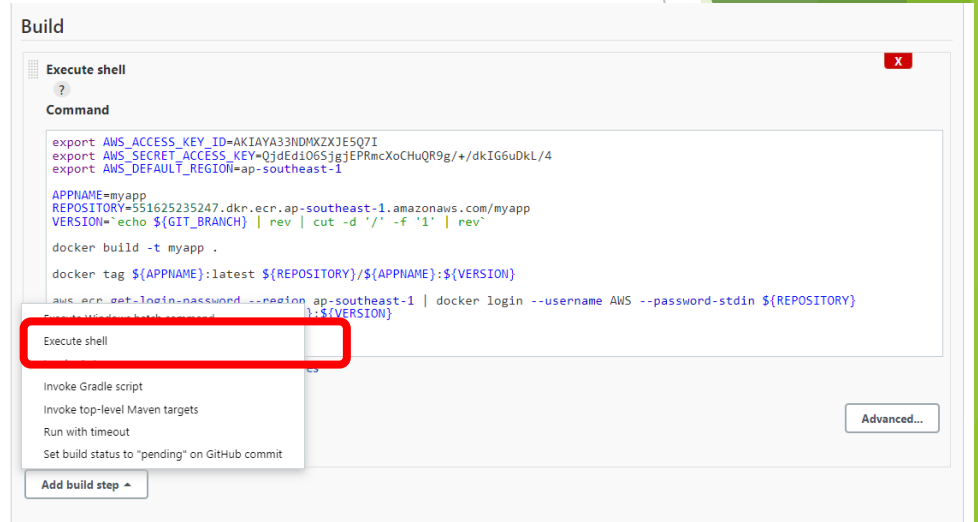 Build
X
Execute shell
?
Command
export AWS_ACCESS_KEY_ID=AKIAYA33NDMXZXJE5Q7I
export AWS_SECRET_ACCESS_KEY=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
export AWS_DEFAULT_REGION=ap-southeast-1
APPNAME=myapp
REPOSITORY=551625235247.dkr.ecr.ap-southeast-1.amazonaws.com/myapp
VERSION=`echo ${GIT_BRANCH} | rev | cut -d '/' -f '1' | rev`
docker build -t myapp .
docker tag ${APPNAME}:latest ${REPOSITORY}/${APPNAME}:${VERSION}
aws ecr get-login-password --region ap-southeast-1 | docker login --username AWS --password-stdin ${REPOSITORY}
}:${VERSION}
Execute Windows batch command
Execute shell
Invoke Gradle script
Invoke top-level Maven targets
Run with timeout
Set build status to "pending" on GitHub commit
Advanced...
Add build step